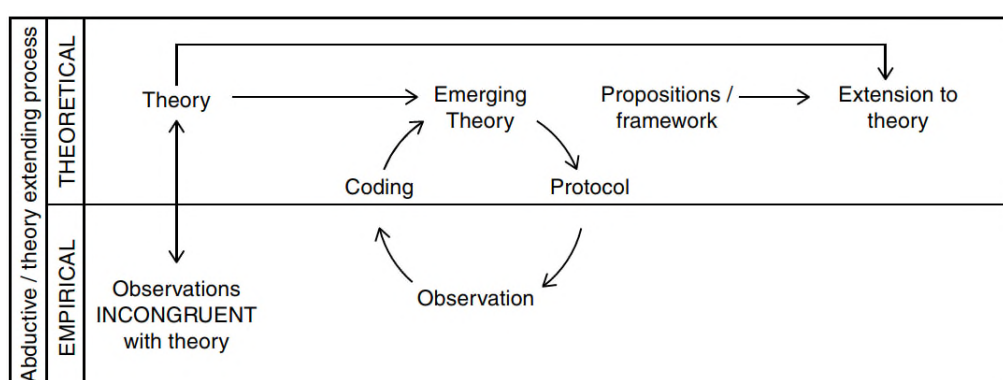 Abductive / theory extending process
THEORETICAL
EMPIRICAL
Theory
Emerging
Theory
Propositions /
framework
Extension to
theory
Coding
Protocol
Observations
INCONGRUENT
with theory
Observation